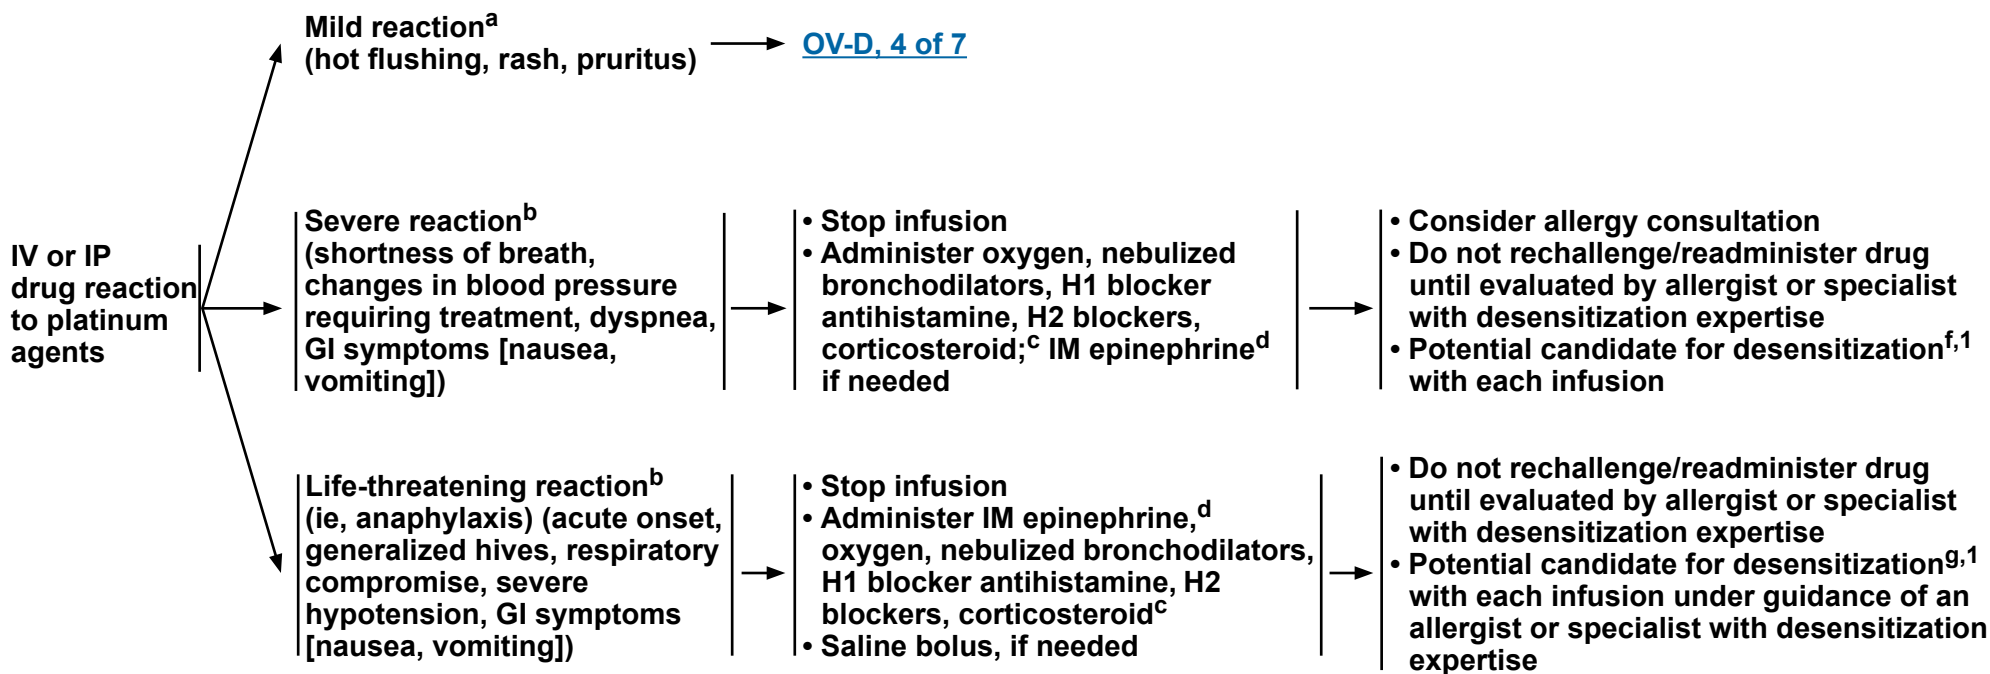 Mild reactionᵃ
(hot flushing, rash, pruritus)
OV-D, 4 of 7
IV or IP
drug reaction
to platinum
agents
Severe reactionᵇ
(shortness of breath,
changes in blood pressure
requiring treatment, dyspnea,
GI symptoms [nausea,
vomiting])
• Stop infusion
• Administer oxygen, nebulized
bronchodilators, H1 blocker
antihistamine, H2 blockers,
corticosteroid;ᶜ IM epinephrineᵈ
if needed
• Consider allergy consultation
• Do not rechallenge/readminister drug
until evaluated by allergist or specialist
with desensitization expertise
• Potential candidate for desensitizationᶠ,¹
with each infusion
Life-threatening reactionᵇ
(ie, anaphylaxis) (acute onset,
generalized hives, respiratory
compromise, severe
hypotension, GI symptoms
[nausea, vomiting])
• Stop infusion
• Administer IM epinephrine,ᵈ
oxygen, nebulized bronchodilators,
H1 blocker antihistamine, H2
blockers, corticosteroidᶜ
• Saline bolus, if needed
• Do not rechallenge/readminister drug
until evaluated by allergist or specialist
with desensitization expertise
• Potential candidate for desensitizationᵍ,¹
with each infusion under guidance of an
allergist or specialist with desensitization
expertise